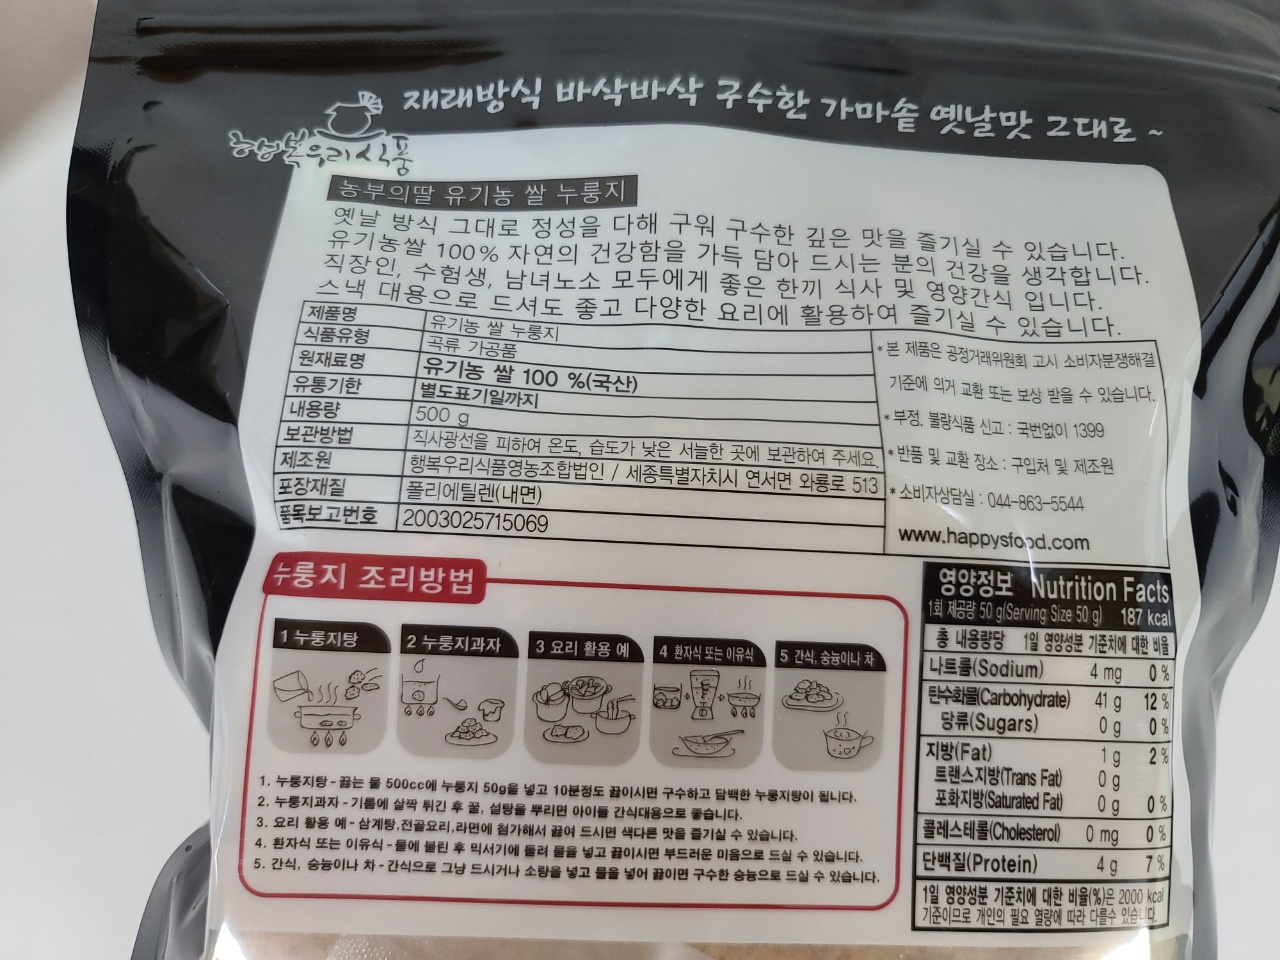 재래방식 바삭바삭 구수한 가마솥 옛날맛 그대로~
행복우리식품
농부의딸 유기농 쌀 누룽지
옛날 방식 그대로 정성을 다해 구워 구수한 깊은 맛을 즐기실 수 있습니다.
유기농쌀 100% 자연의 건강함을 가득 담아 드시는 분의 건강을 생각합니다.
직장인, 수험생, 남녀노소 모두에게 좋은 한끼 식사 및 영양간식 입니다.
스낵 대용으로 드셔도 좋고 다양한 요리에 활용하여 즐기실 수 있습니다.
제품명 유기농 쌀 누룽지
식품유형 곡류 가공품
원재료명 유기농 쌀 100 %(국산)
유통기한 별도표기일까지
내용량 500 g
보관방법 직사광선을 피하여 온도, 습도가 낮은 서늘한 곳에 보관하여 주세요.
제조원 행복우리식품영농조합법인 / 세종특별자치시 연서면 와룡로 513
포장재질 폴리에틸렌(내면)
품목보고번호 2003025715069
*본 제품은 공정거래위원회 고시 소비자분쟁해결
기준에 의거 교환 또는 보상 받을 수 있습니다.
*부정. 불량식품 신고 : 국번없이 1399
*반품 및 교환 장소 : 구입처 및 제조원
*소비자상담실 : 044-863-5544
www.happysfood.com
누룽지 조리방법
1 누룽지탕
2 누룽지과자
3 요리 활용 예
4 환자식 또는 이유식
5 간식, 숭늉이나 차
1. 누룽지탕 - 끓는 물 500cc에 누룽지 50g을 넣고 10분정도 끓이시면 구수하고 담백한 누룽지탕이 됩니다.
2. 누룽지과자 - 기름에 살짝 튀긴 후 꿀, 설탕을 뿌리면 아이들 간식대용으로 좋습니다.
3. 요리 활용 예 - 삼계탕,전골요리,라면에 첨가해서 끓여 드시면 색다른 맛을 즐기실 수 있습니다.
4. 환자식 또는 이유식 - 물에 불린 후 믹서기에 돌려 물을 넣고 끓이시면 부드러운 미음으로 드실 수 있습니다.
5. 간식, 숭늉이나 차 - 간식으로 그냥 드시거나 소량을 넣고 물을 넣어 끓이면 구수한 숭늉으로 드실 수 있습니다.
영양정보 Nutrition Facts
1회 제공량 50 g(Serving Size 50 g) 187 kcal
총 내용량당 1일 영양성분 기준치에 대한 비율
나트륨(Sodium) 4 mg 0 %
탄수화물(Carbohydrate) 41 g 12 %
당류(Sugars) 0 g 0 %
지방(Fat) 1 g 2 %
트랜스지방(Trans Fat) 0 g
포화지방(Saturated Fat) 0 g 0 %
콜레스테롤(Cholesterol) 0 mg 0 %
단백질(Protein) 4 g 7 %
1일 영양성분 기준치에 대한 비율(%)은 2000 kcal
기준이므로 개인의 필요 열량에 따라 다를수 있습니다.